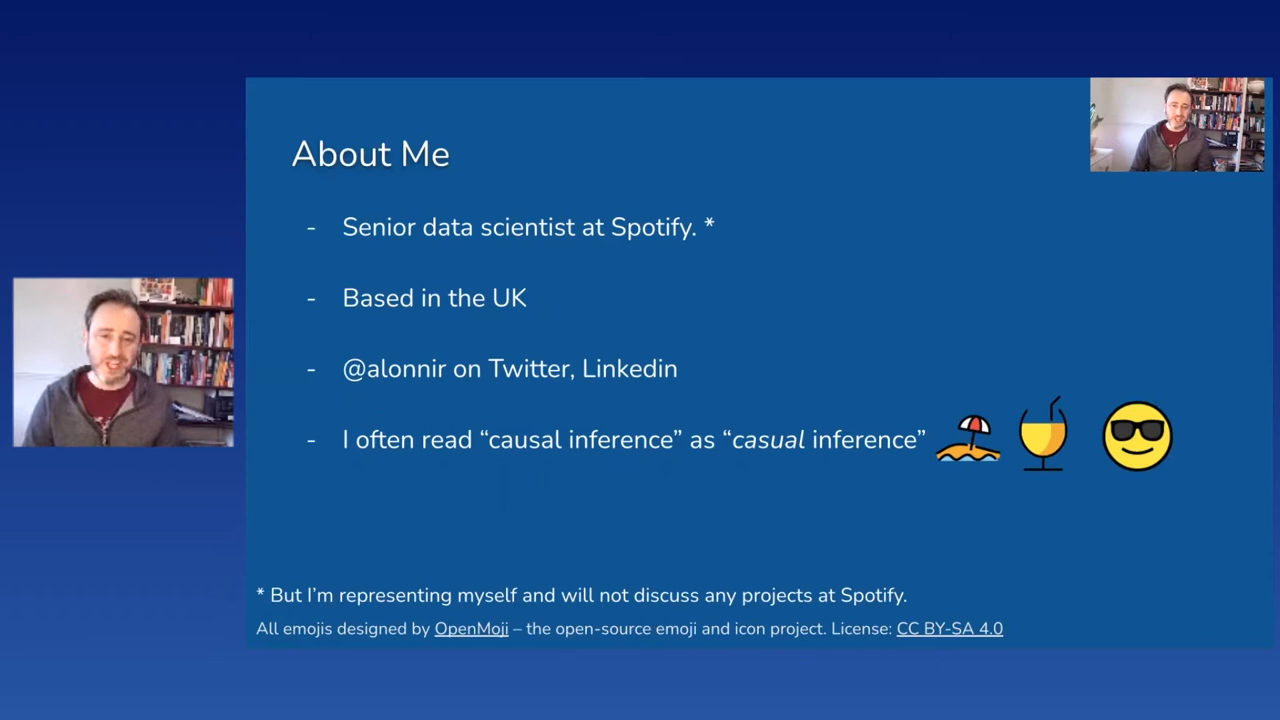 About Me
- Senior data scientist at Spotify. *
- Based in the UK
- @alonnir on Twitter, Linkedin
- I often read “causal inference” as “casual inference”
* But I’m representing myself and will not discuss any projects at Spotify.
All emojis designed by OpenMoji – the open-source emoji and icon project. License: CC BY-SA 4.0